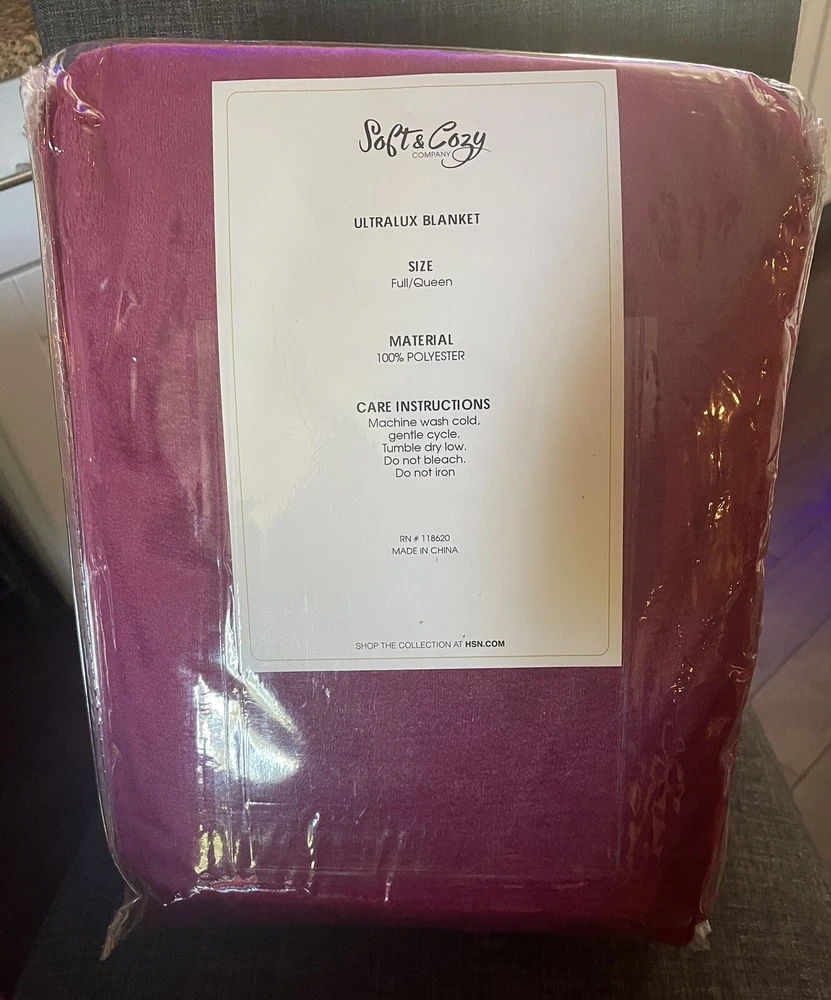 Soft & Cozy
COMPANY
ULTRALUX BLANKET
SIZE
Full/Queen
MATERIAL
100% POLYESTER
CARE INSTRUCTIONS
Machine wash cold,
gentle cycle.
Tumble dry low.
Do not bleach.
Do not iron
RN # 118620
MADE IN CHINA
SHOP THE COLLECTION AT HSN.COM